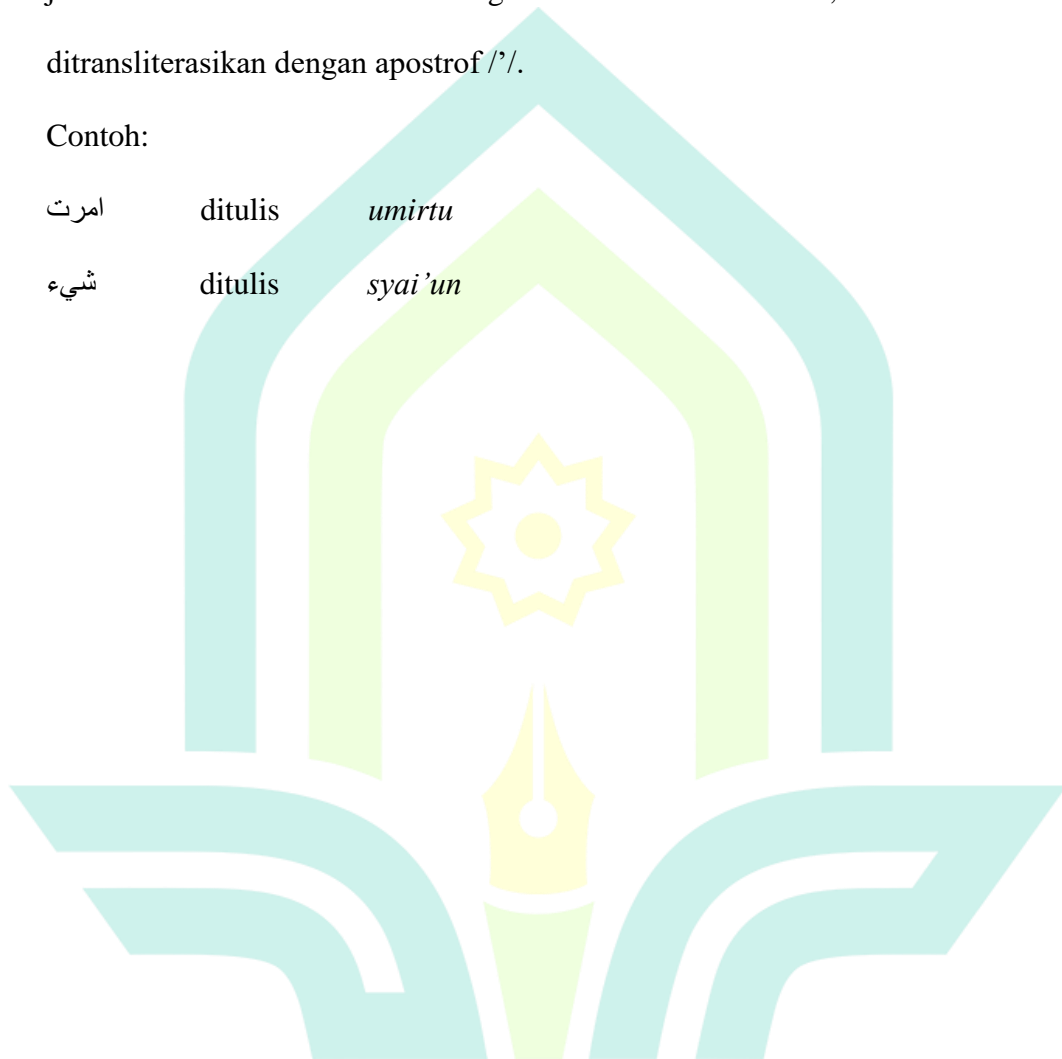 ditransliterasikan dengan apostrof /’/.
Contoh:
امرت ditulis umirtu
شيء ditulis syai’un